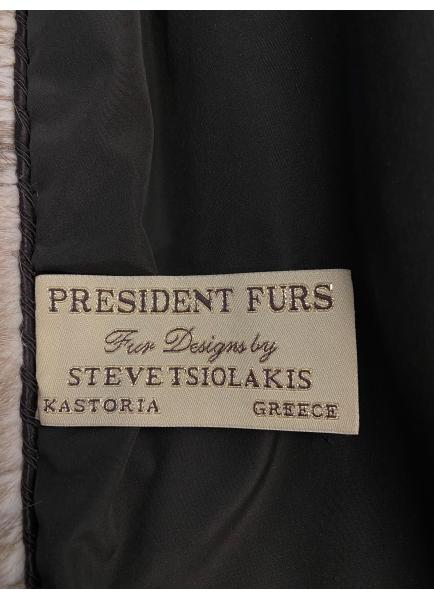 PRESIDENT FURS
Fur Designs by
STEVE TSIOLAKIS
KASTORIA GREECE